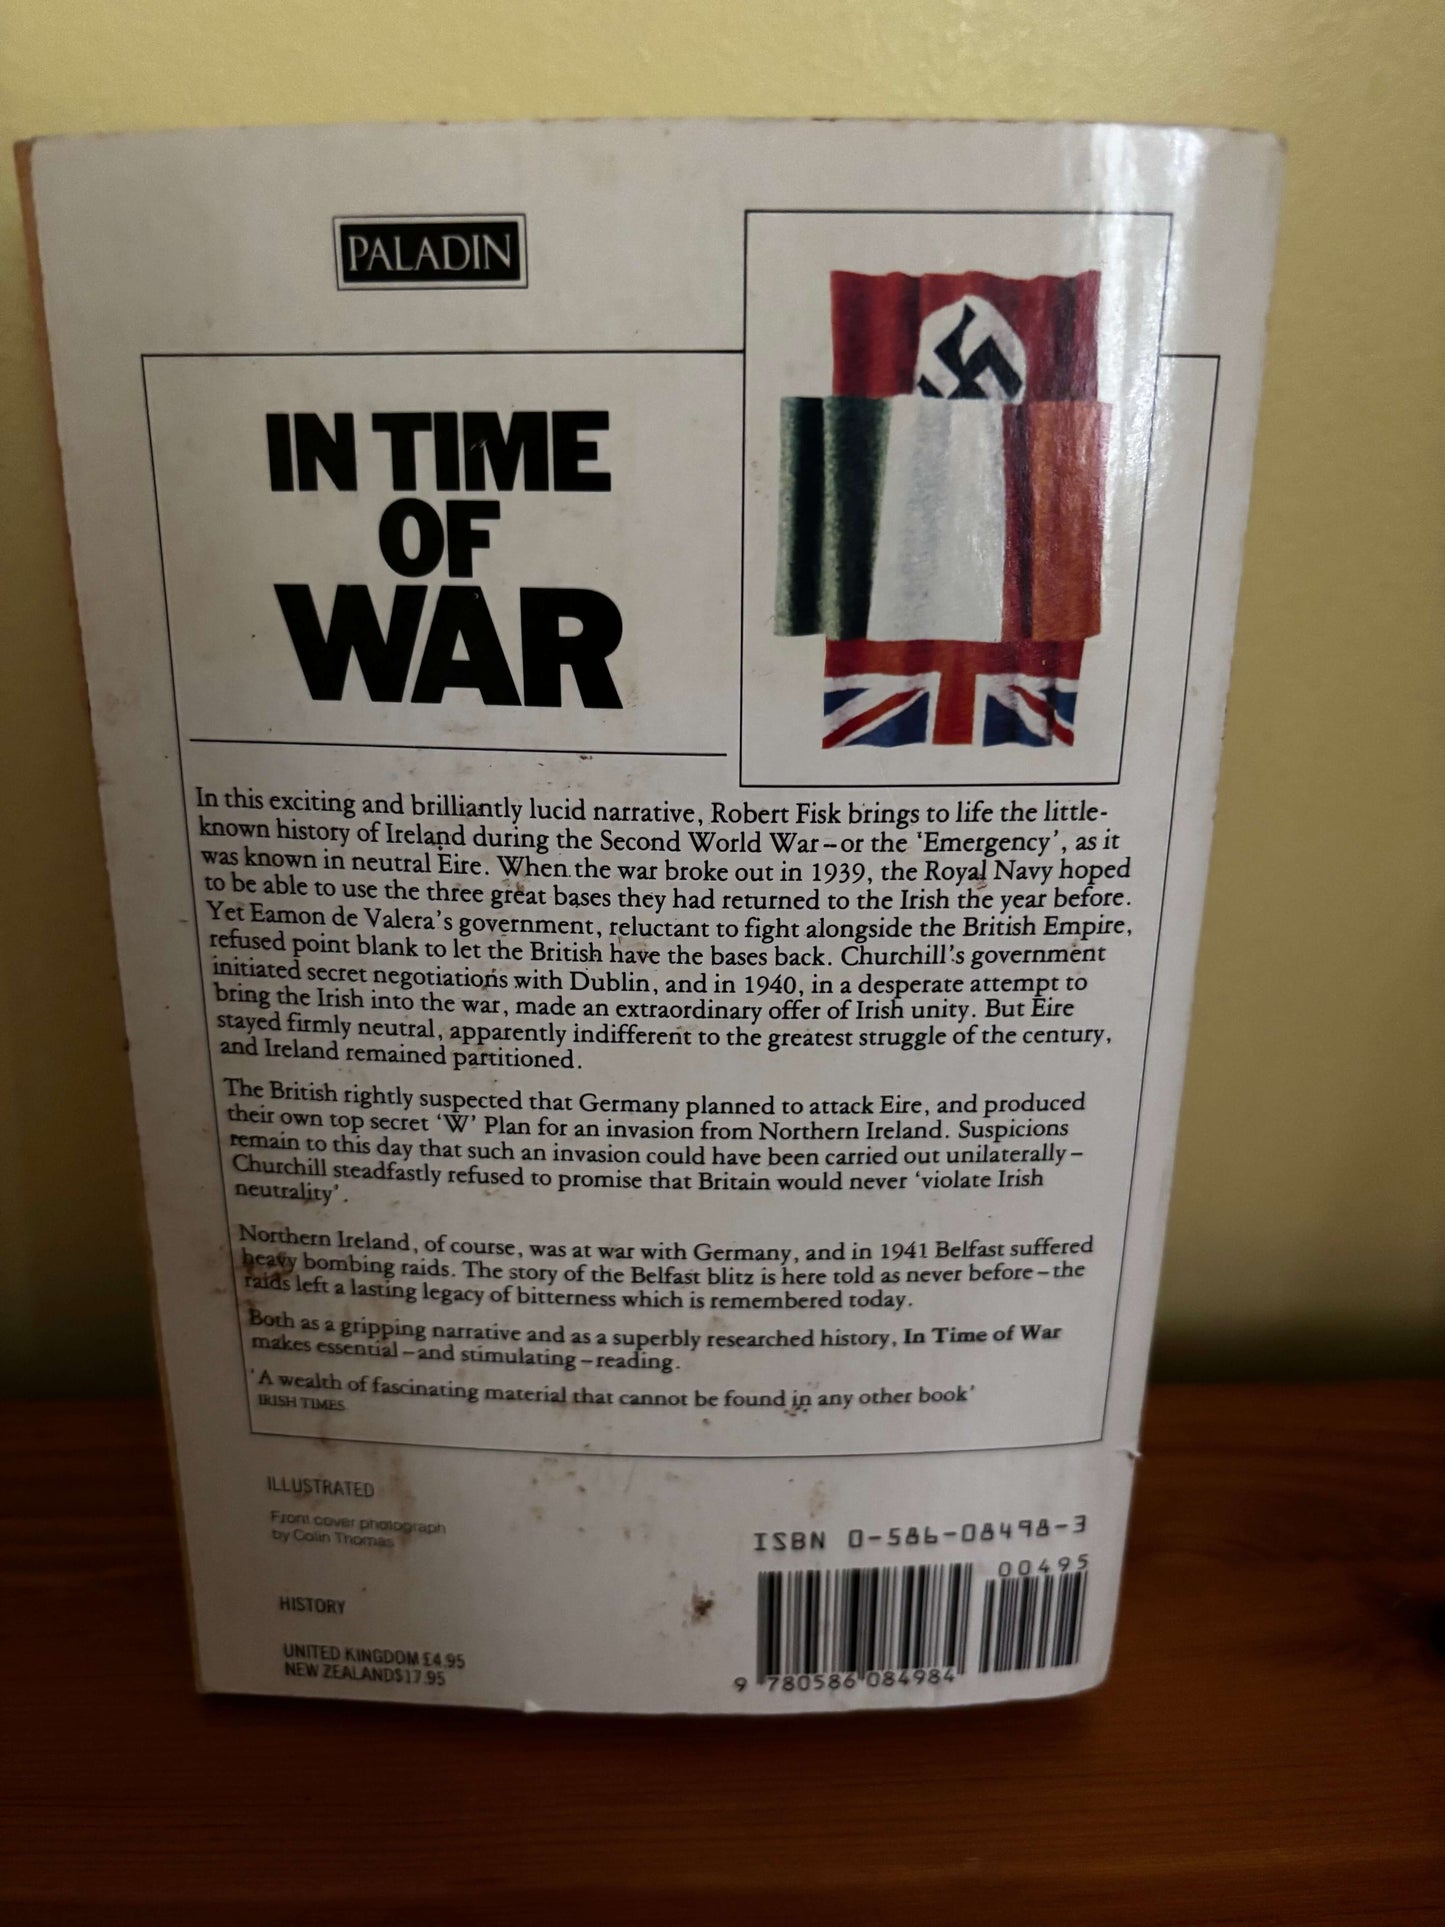 PALADIN
IN TIME
OF
WAR
In this exciting and brilliantly lucid narrative, Robert Fisk brings to life the little-
known history of Ireland during the Second World War – or the 'Emergency', as it
was known in neutral Eire. When the war broke out in 1939, the Royal Navy hoped
to be able to use the three great bases they had returned to the Irish the year before.
Yet Eamon de Valera's government, reluctant to fight alongside the British Empire,
refused point blank to let the British have the bases back. Churchill's government
initiated secret negotiations with Dublin, and in 1940, in a desperate attempt to
bring the Irish into the war, made an extraordinary offer of Irish unity. But Eire
stayed firmly neutral, apparently indifferent to the greatest struggle of the century,
and Ireland remained partitioned.
The British rightly suspected that Germany planned to attack Eire, and produced
their own top secret 'W' Plan for an invasion from Northern Ireland. Suspicions
remain to this day that such an invasion could have been carried out unilaterally –
Churchill steadfastly refused to promise that Britain would never 'violate Irish
neutrality'.
Northern Ireland, of course, was at war with Germany, and in 1941 Belfast suffered
heavy bombing raids. The story of the Belfast blitz is here told as never before – the
raids left a lasting legacy of bitterness which is remembered today.
Both as a gripping narrative and as a superbly researched history, In Time of War
makes essential – and stimulating – reading.
'A wealth of fascinating material that cannot be found in any other book'
IRISH TIMES
ILLUSTRATED
Front cover photograph
by Colin Thomas
HISTORY
UNITED KINGDOM £4.95
NEW ZEALAND $17.95
ISBN 0-586-08498-3
00495
9 780586 084984